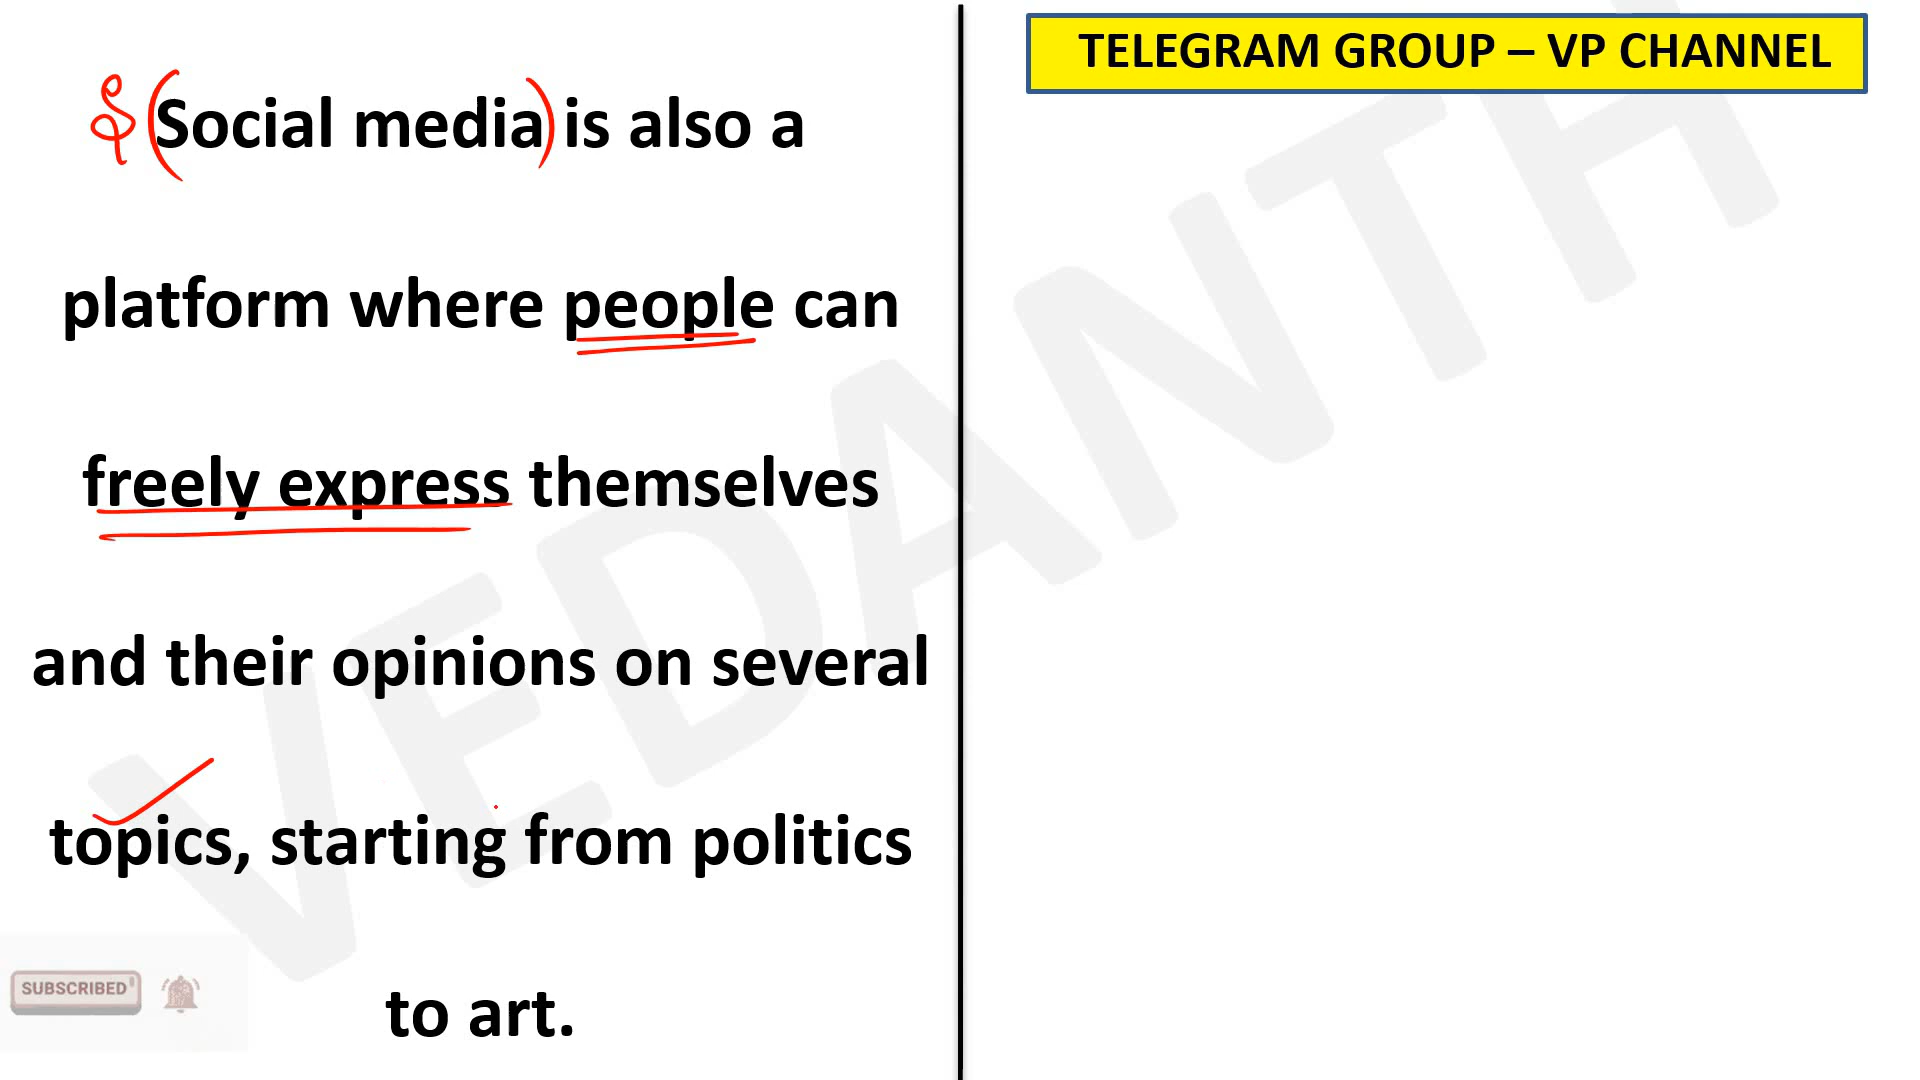 Social media is also a
platform where people can
freely express themselves
and their opinions on several
topics, starting from politics
to art.
TELEGRAM GROUP – VP CHANNEL
VEDANTH
SUBSCRIBED